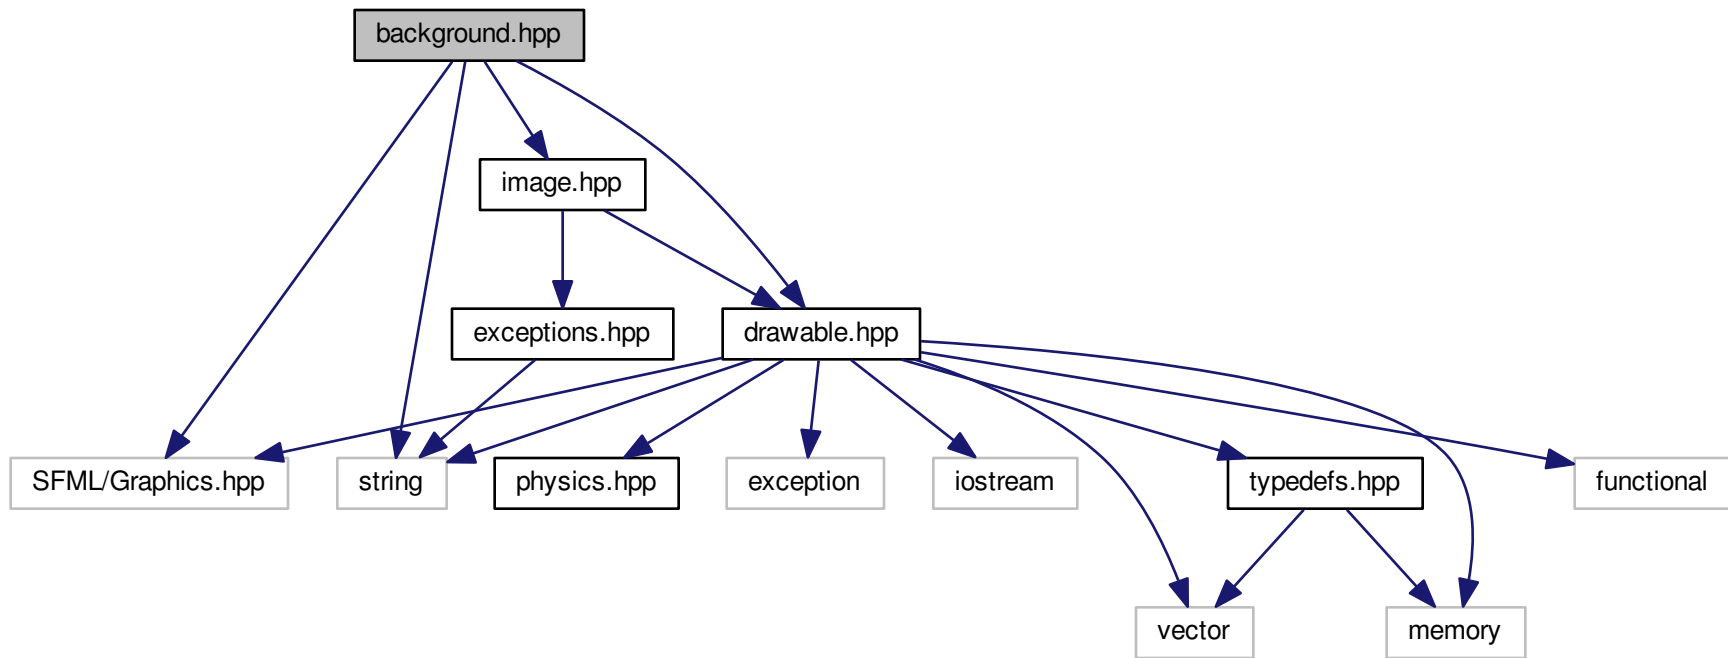 background.hpp
image.hpp
exceptions.hpp
drawable.hpp
SFML/Graphics.hpp
string
physics.hpp
exception
iostream
typedefs.hpp
functional
vector
memory